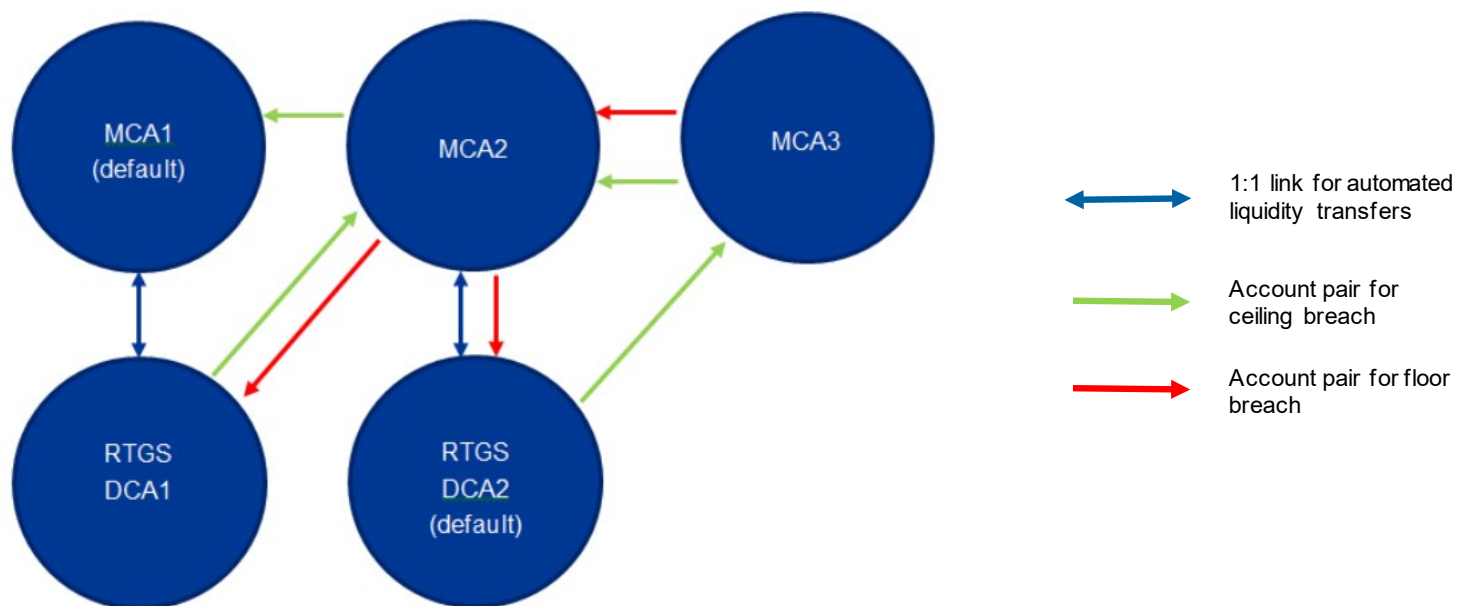 MCA1
(default)
MCA2
MCA3
RTGS
DCA1
RTGS
DCA2
(default)
1:1 link for automated
liquidity transfers
Account pair for
ceiling breach
Account pair for floor
breach